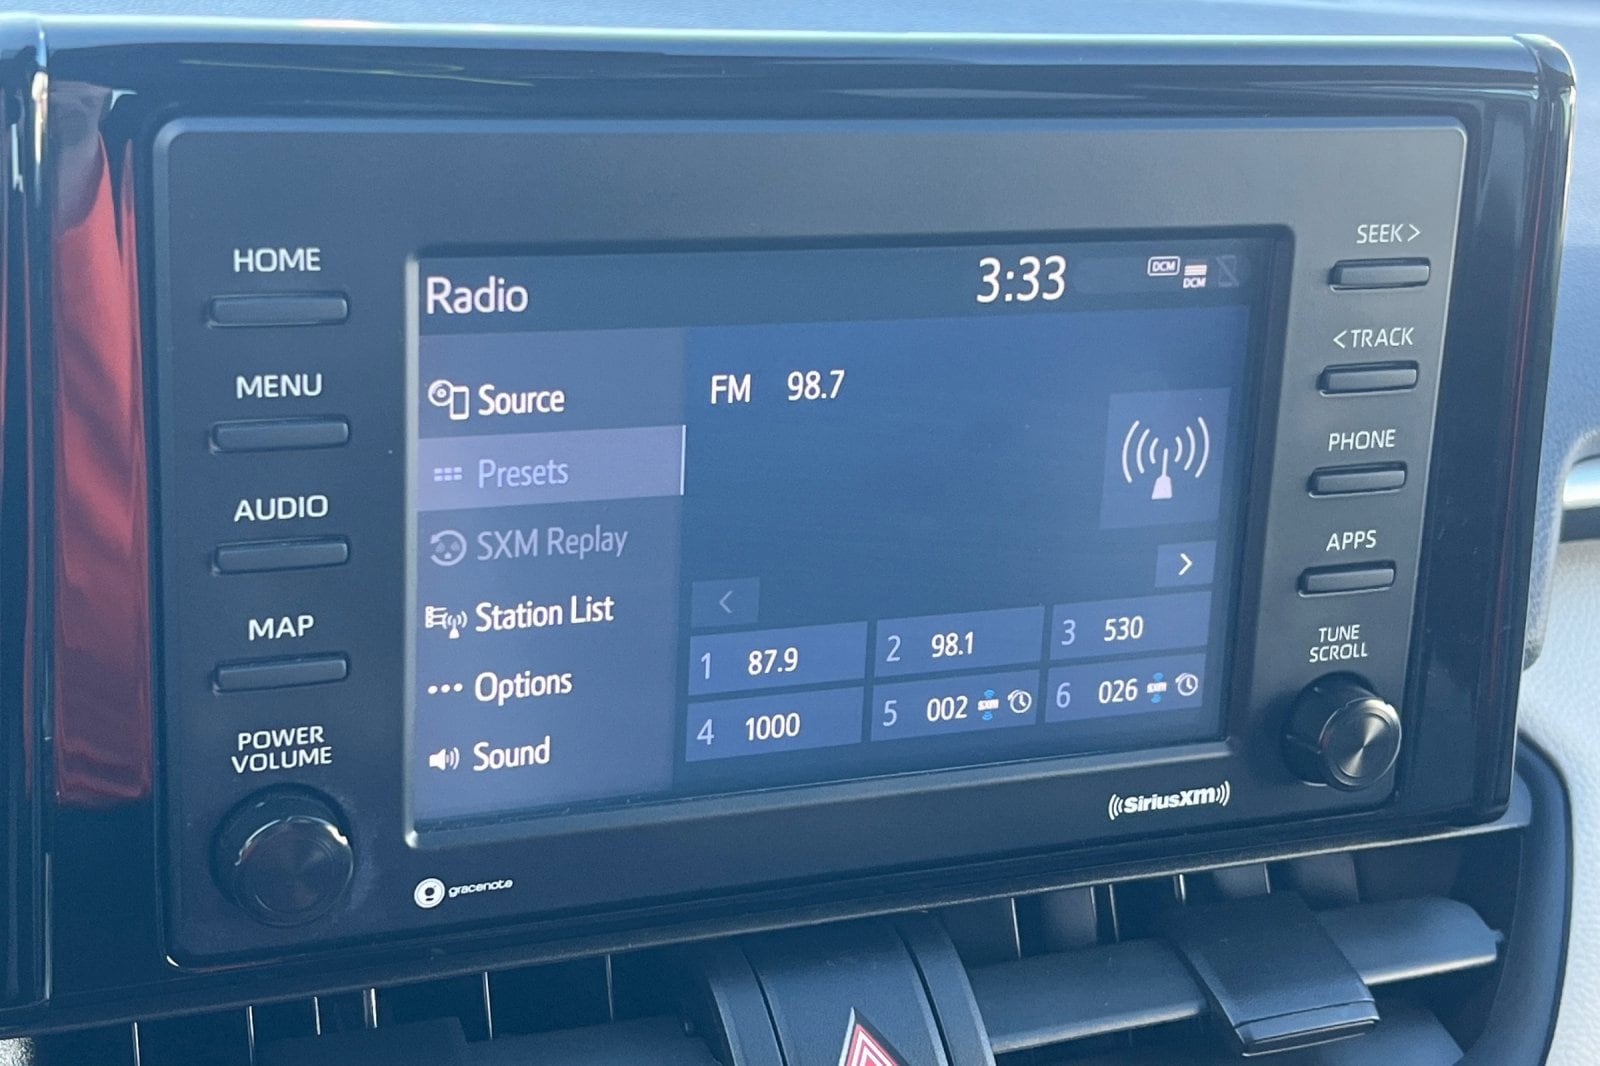 HOME
MENU
AUDIO
MAP
POWER
VOLUME
Radio
3:33
DCM
DCM
Source
Presets
SXM Replay
Station List
Options
Sound
FM 98.7
<
>
1 87.9
2 98.1
3 530
4 1000
5 002 sxm
6 026 sxm
SEEK >
< TRACK
PHONE
APPS
TUNE
SCROLL
gracenote
((SiriusXM))